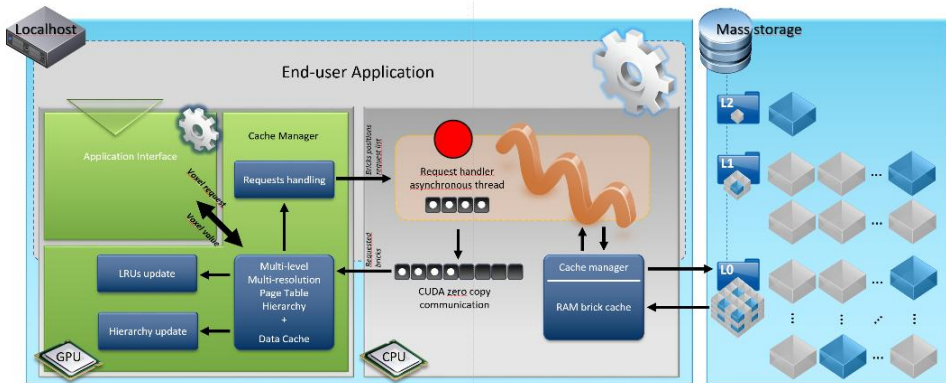 Localhost
Mass storage
End-user Application
L2
Cache Manager
Application Interface
Bricks positions
request list
Requests handling
Request handler
asynchronous thread
L1
Voxel request
Voxel value
Requested
bricks
LRUs update
Multi-level
Multi-resolution
Page Table
Hierarchy
+
Data Cache
CUDA zero copy
communication
Cache manager
RAM brick cache
L0
Hierarchy update
GPU
CPU
...
...
...
...